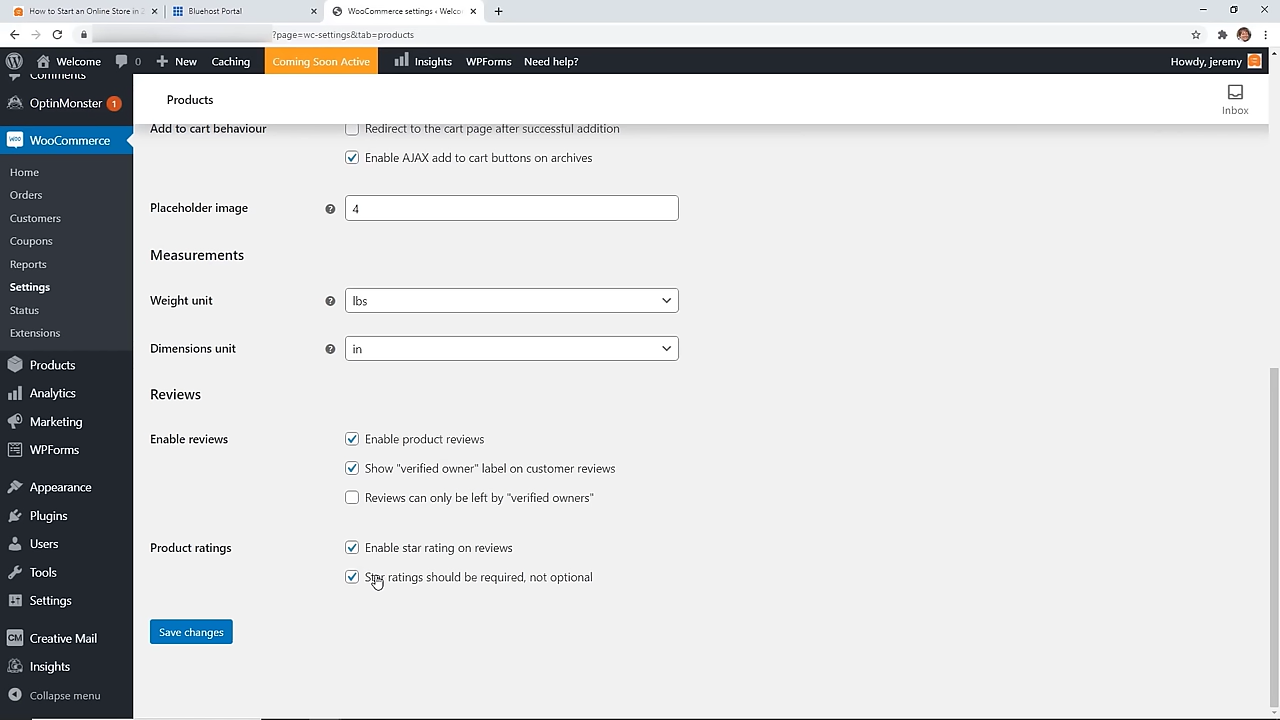 How to Start an Online Store in 2
Bluehost Portal
WooCommerce settings ‹ Welco
?page=wc-settings&tab=products
Welcome
0
New
Caching
Coming Soon Active
Insights
WPForms
Need help?
Howdy, jeremy
Comments
OptinMonster
1
WooCommerce
Home
Orders
Customers
Coupons
Reports
Settings
Status
Extensions
Products
Analytics
Marketing
WPForms
Appearance
Plugins
Users
Tools
Settings
CM
Creative Mail
Insights
Collapse menu
Products
Inbox
Add to cart behaviour
Redirect to the cart page after successful addition
Enable AJAX add to cart buttons on archives
Placeholder image
4
Measurements
Weight unit
lbs
Dimensions unit
in
Reviews
Enable reviews
Enable product reviews
Show "verified owner" label on customer reviews
Reviews can only be left by "verified owners"
Product ratings
Enable star rating on reviews
Star ratings should be required, not optional
Save changes